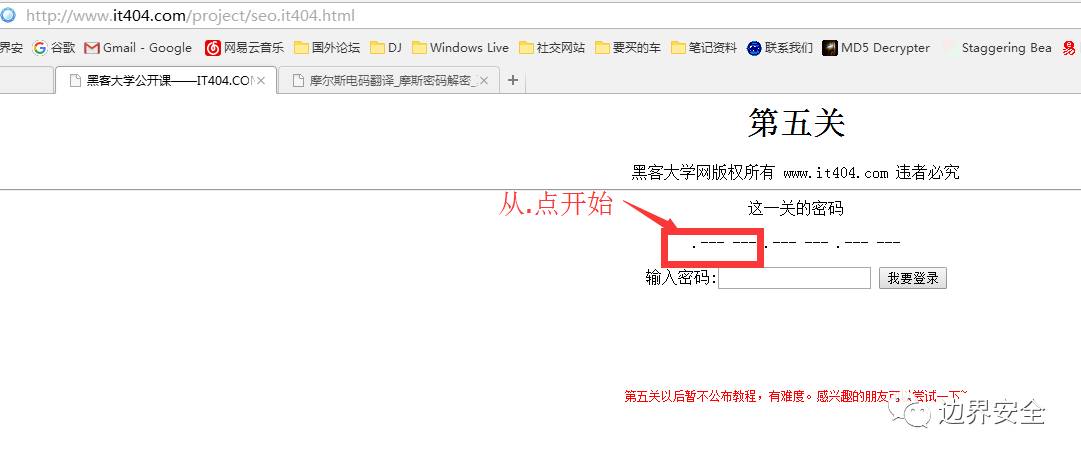 http://www.it404.com/project/seo.it404.html
界安 谷歌 Gmail - Google 网易云音乐 国外论坛 DJ Windows Live 社交网站 要买的车 笔记资料 联系我们 MD5 Decrypter Staggering Bea
黑客大学公开课——IT404.CON 摩尔斯电码翻译_摩斯密码解密_
第五关
黑客大学网版权所有 www.it404.com 违者必究
从.点开始
这一关的密码
.--- ---.--- --- .--- ---
输入密码: 我要登录
第五关以后暂不公布教程，有难度。感兴趣的朋友可以尝试一下~
边界安全